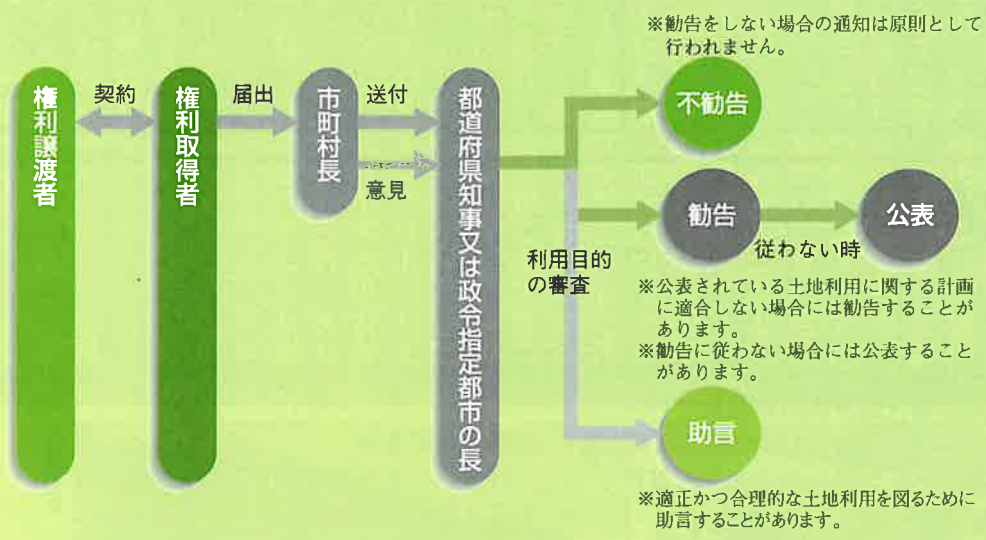 ※勧告をしない場合の通知は原則として
行われません。
権利譲渡者
契約
権利取得者
届出
市町村長
送付
意見
都道府県知事又は政令指定都市の長
利用目的
の審査
不勧告
勧告
従わない時
公表
※公表されている土地利用に関する計画
に適合しない場合には勧告することが
あります。
※勧告に従わない場合には公表すること
があります。
助言
※適正かつ合理的な土地利用を図るために
助言することがあります。